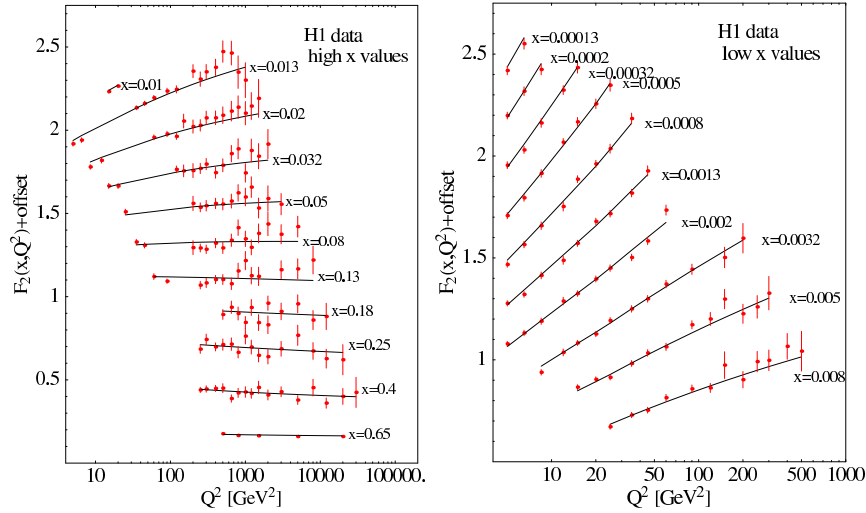 H1 data
high x values
2.5
2
1.5
1
0.5
F₂(x,Q²)+offset
x=0.01
x=0.013
x=0.02
x=0.032
x=0.05
x=0.08
x=0.13
x=0.18
x=0.25
x=0.4
x=0.65
10
100
1000
10000
100000.
Q² [GeV²]
H1 data
low x values
2.5
2
1.5
1
F₂(x,Q²)+offset
x=0.00013
x=0.0002
x=0.00032
x=0.0005
x=0.0008
x=0.0013
x=0.002
x=0.0032
x=0.005
x=0.008
10
20
50
100
200
500
1000
Q² [GeV²]